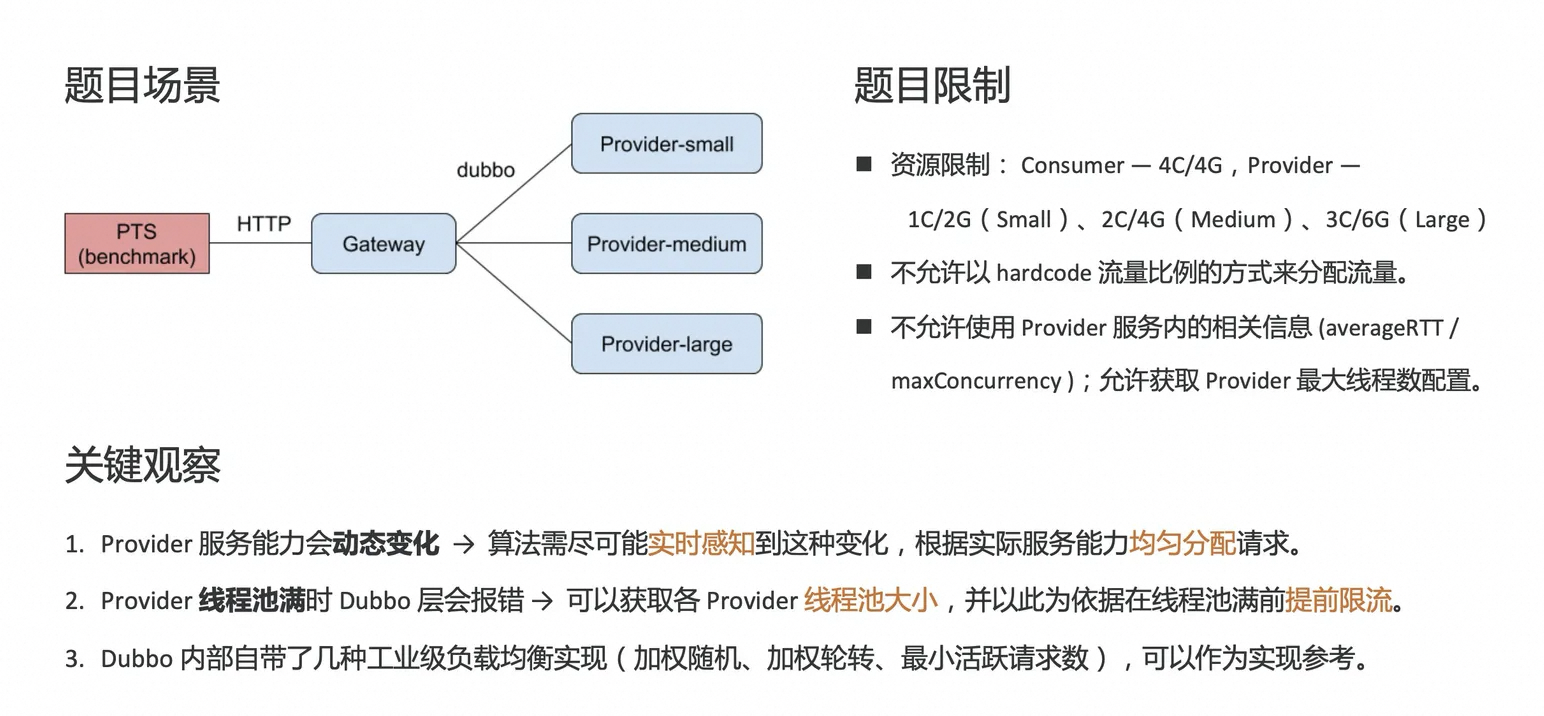 题目场景
PTS
(benchmark)
HTTP
Gateway
dubbo
Provider-small
Provider-medium
Provider-large
题目限制
■ 资源限制： Consumer — 4C/4G，Provider —
1C/2G（Small）、2C/4G（Medium）、3C/6G（Large）
■ 不允许以 hardcode 流量比例的方式来分配流量。
■ 不允许使用 Provider 服务内的相关信息 (averageRTT /
maxConcurrency )；允许获取 Provider 最大线程数配置。
关键观察
1. Provider 服务能力会动态变化 → 算法需尽可能实时感知到这种变化，根据实际服务能力均匀分配请求。
2. Provider 线程池满时 Dubbo 层会报错 → 可以获取各 Provider 线程池大小，并以此为依据在线程池满前提前限流。
3. Dubbo 内部自带了几种工业级负载均衡实现（加权随机、加权轮转、最小活跃请求数），可以作为实现参考。